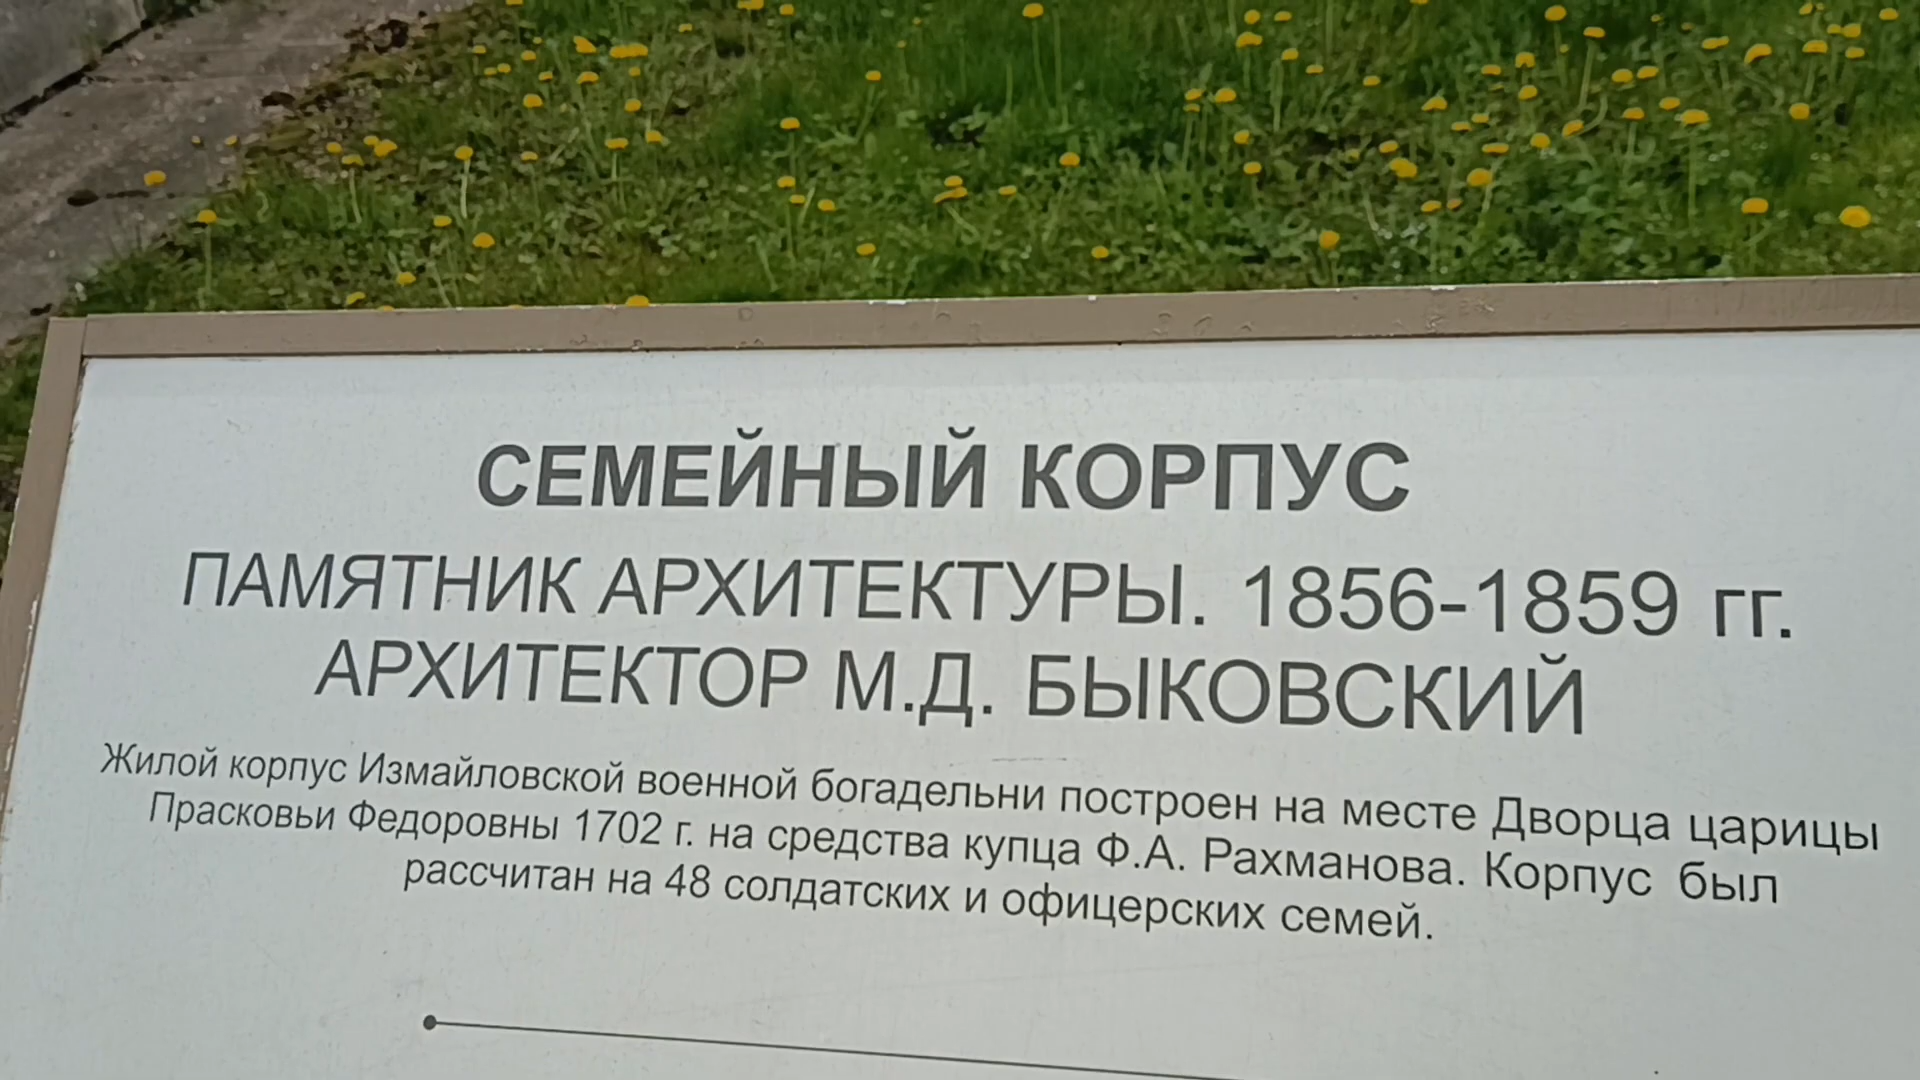 СЕМЕЙНЫЙ КОРПУС
ПАМЯТНИК АРХИТЕКТУРЫ. 1856-1859 гг.
АРХИТЕКТОР М.Д. БЫКОВСКИЙ
Жилой корпус Измайловской военной богадельни построен на месте Дворца царицы
Прасковьи Федоровны 1702 г. на средства купца Ф.А. Рахманова. Корпус был
рассчитан на 48 солдатских и офицерских семей.